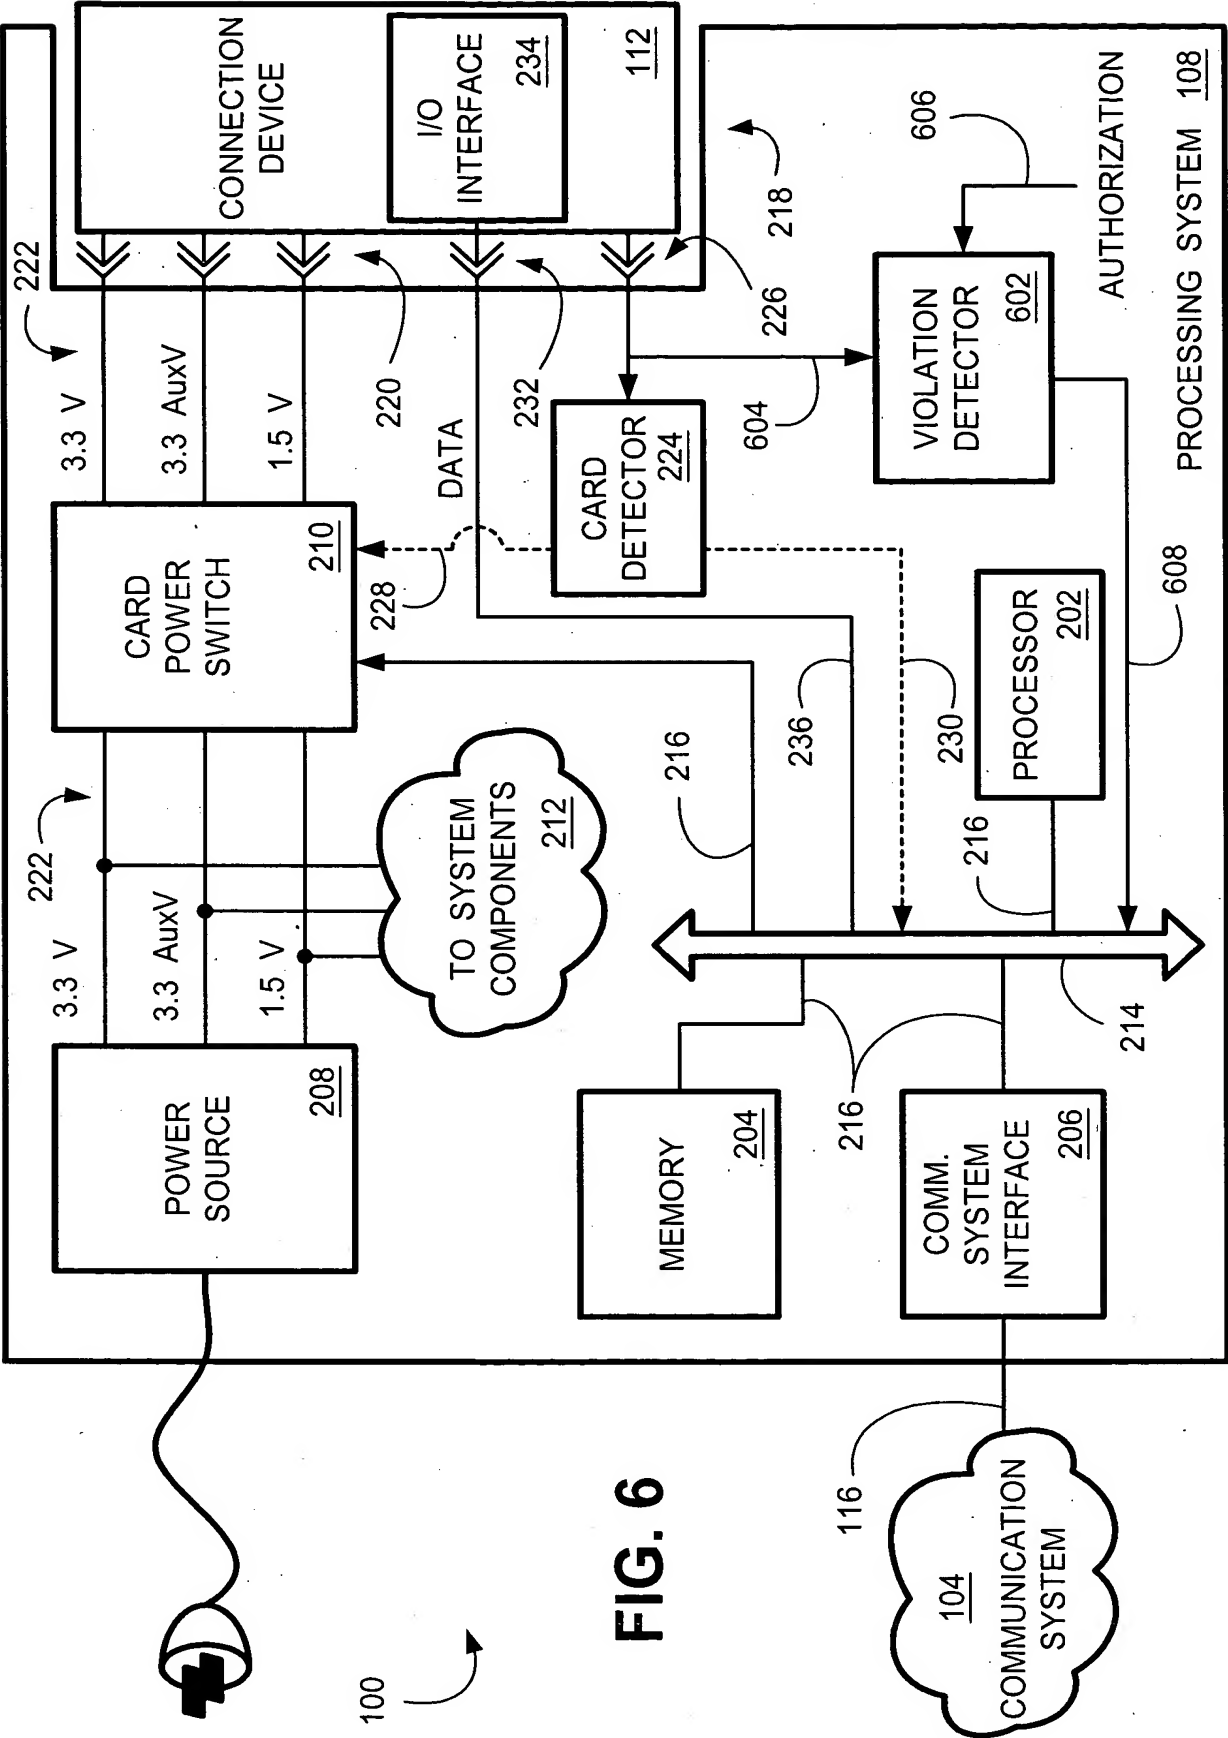 100
FIG. 6
POWER
SOURCE
208
3.3 V
3.3 AuxV
1.5 V
222
CARD
POWER
SWITCH
210
3.3 V
3.3 AuxV
1.5 V
222
CONNECTION
DEVICE
I/O
INTERFACE
234
112
220
232
226
218
TO SYSTEM
COMPONENTS
212
228
DATA
CARD
DETECTOR
224
604
606
AUTHORIZATION
VIOLATION
DETECTOR
602
PROCESSING SYSTEM 108
216
236
230
PROCESSOR
202
216
608
214
MEMORY
204
216
COMM.
SYSTEM
INTERFACE
206
116
104
COMMUNICATION
SYSTEM